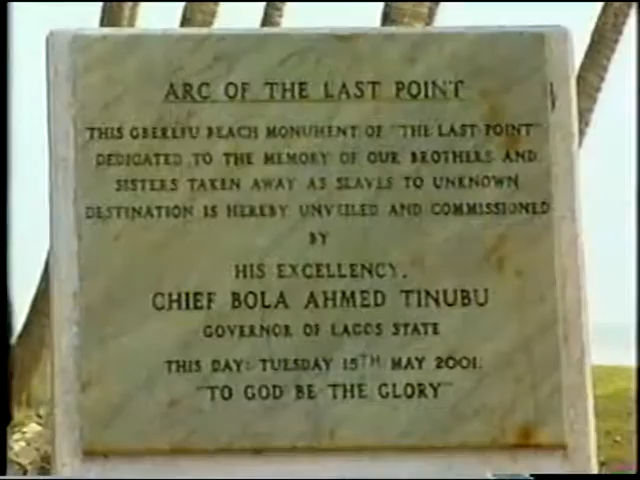 ARC OF THE LAST POINT
THIS GBEREFU BEACH MONUMENT OF "THE LAST POINT"
DEDICATED TO THE MEMORY OF OUR BROTHERS AND
SISTERS TAKEN AWAY AS SLAVES TO UNKNOWN
DESTINATION IS HEREBY UNVEILED AND COMMISSIONED
BY
HIS EXCELLENCY,
CHIEF BOLA AHMED TINUBU
GOVERNOR OF LAGOS STATE
THIS DAY: TUESDAY 15TH MAY 2001.
"TO GOD BE THE GLORY"